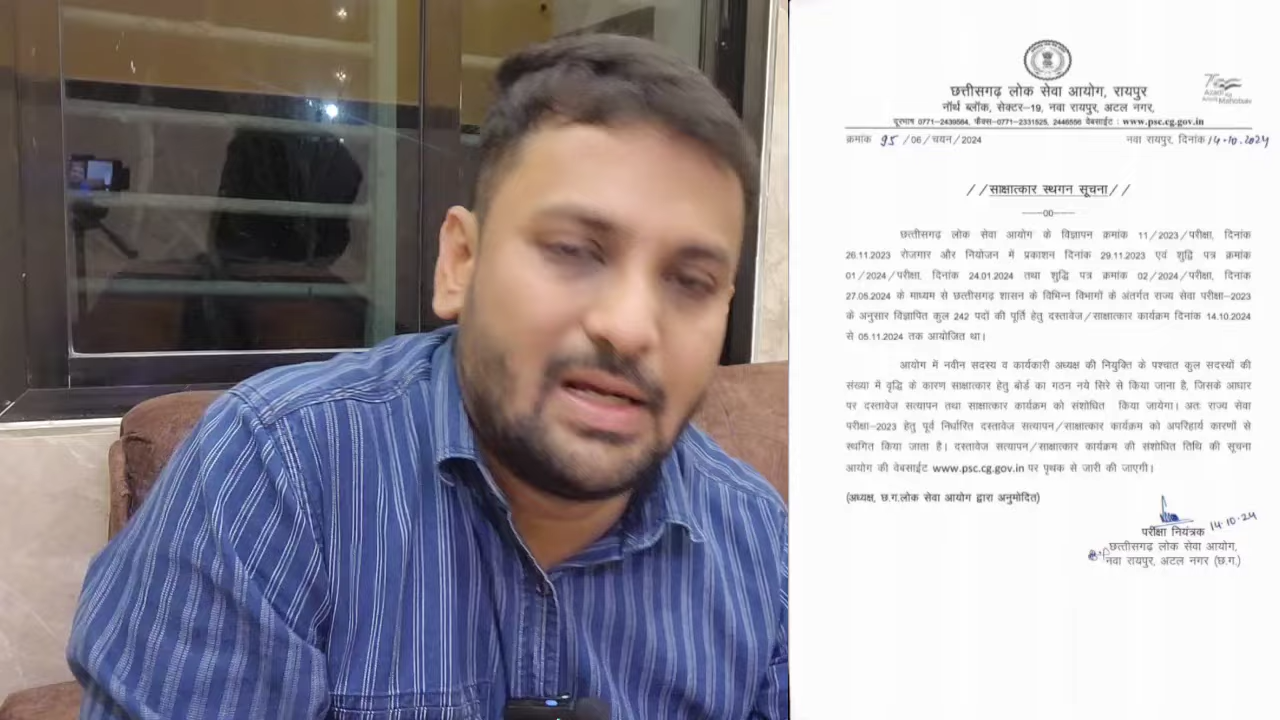 छत्तीसगढ़ लोक सेवा आयोग, रायपुर
नॉर्थ ब्लॉक, सेक्टर–19, नवा रायपुर, अटल नगर,
दूरभाष 0771-2439564, फैक्स–0771-2331525, 2446556 वेबसाईट : www.psc.cg.gov.in
Azadi Ka Amrit Mahotsav
क्रमांक 95 /06/चयन/2024 नवा रायपुर, दिनांक 14-10-2024
//साक्षात्कार स्थगन सूचना//
——00——
छत्तीसगढ़ लोक सेवा आयोग के विज्ञापन क्रमांक 11/2023/परीक्षा, दिनांक
26.11.2023 रोजगार और नियोजन में प्रकाशन दिनांक 29.11.2023 एवं शुद्धि पत्र क्रमांक
01/2024/परीक्षा, दिनांक 24.01.2024 तथा शुद्धि पत्र क्रमांक 02/2024/परीक्षा, दिनांक
27.05.2024 के माध्यम से छत्तीसगढ़ शासन के विभिन्न विभागों के अंतर्गत राज्य सेवा परीक्षा–2023
के अनुसार विज्ञापित कुल 242 पदों की पूर्ति हेतु दस्तावेज/साक्षात्कार कार्यक्रम दिनांक 14.10.2024
से 05.11.2024 तक आयोजित था।
आयोग में नवीन सदस्य व कार्यकारी अध्यक्ष की नियुक्ति के पश्चात कुल सदस्यों की
संख्या में वृद्धि के कारण साक्षात्कार हेतु बोर्ड का गठन नये सिरे से किया जाना है, जिसके आधार
पर दस्तावेज सत्यापन तथा साक्षात्कार कार्यक्रम को संशोधित किया जायेगा। अतः राज्य सेवा
परीक्षा–2023 हेतु पूर्व निर्धारित दस्तावेज सत्यापन/साक्षात्कार कार्यक्रम को अपरिहार्य कारणों से
स्थगित किया जाता है। दस्तावेज सत्यापन/साक्षात्कार कार्यक्रम की संशोधित तिथि की सूचना
आयोग की वेबसाईट www.psc.cg.gov.in पर पृथक से जारी की जाएगी।
(अध्यक्ष, छ.ग.लोक सेवा आयोग द्वारा अनुमोदित)
14-10-24
परीक्षा नियंत्रक
छत्तीसगढ़ लोक सेवा आयोग,
नवा रायपुर, अटल नगर (छ.ग.)